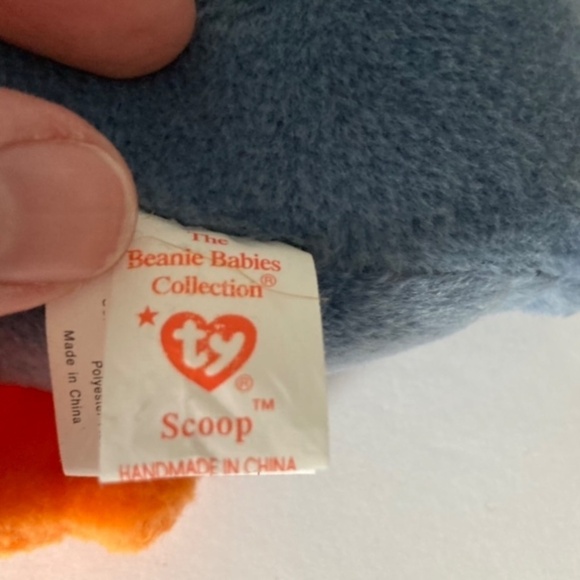 The
Beanie Babies
Collection®
★ ty®
Scoop™
HANDMADE IN CHINA
Made in China